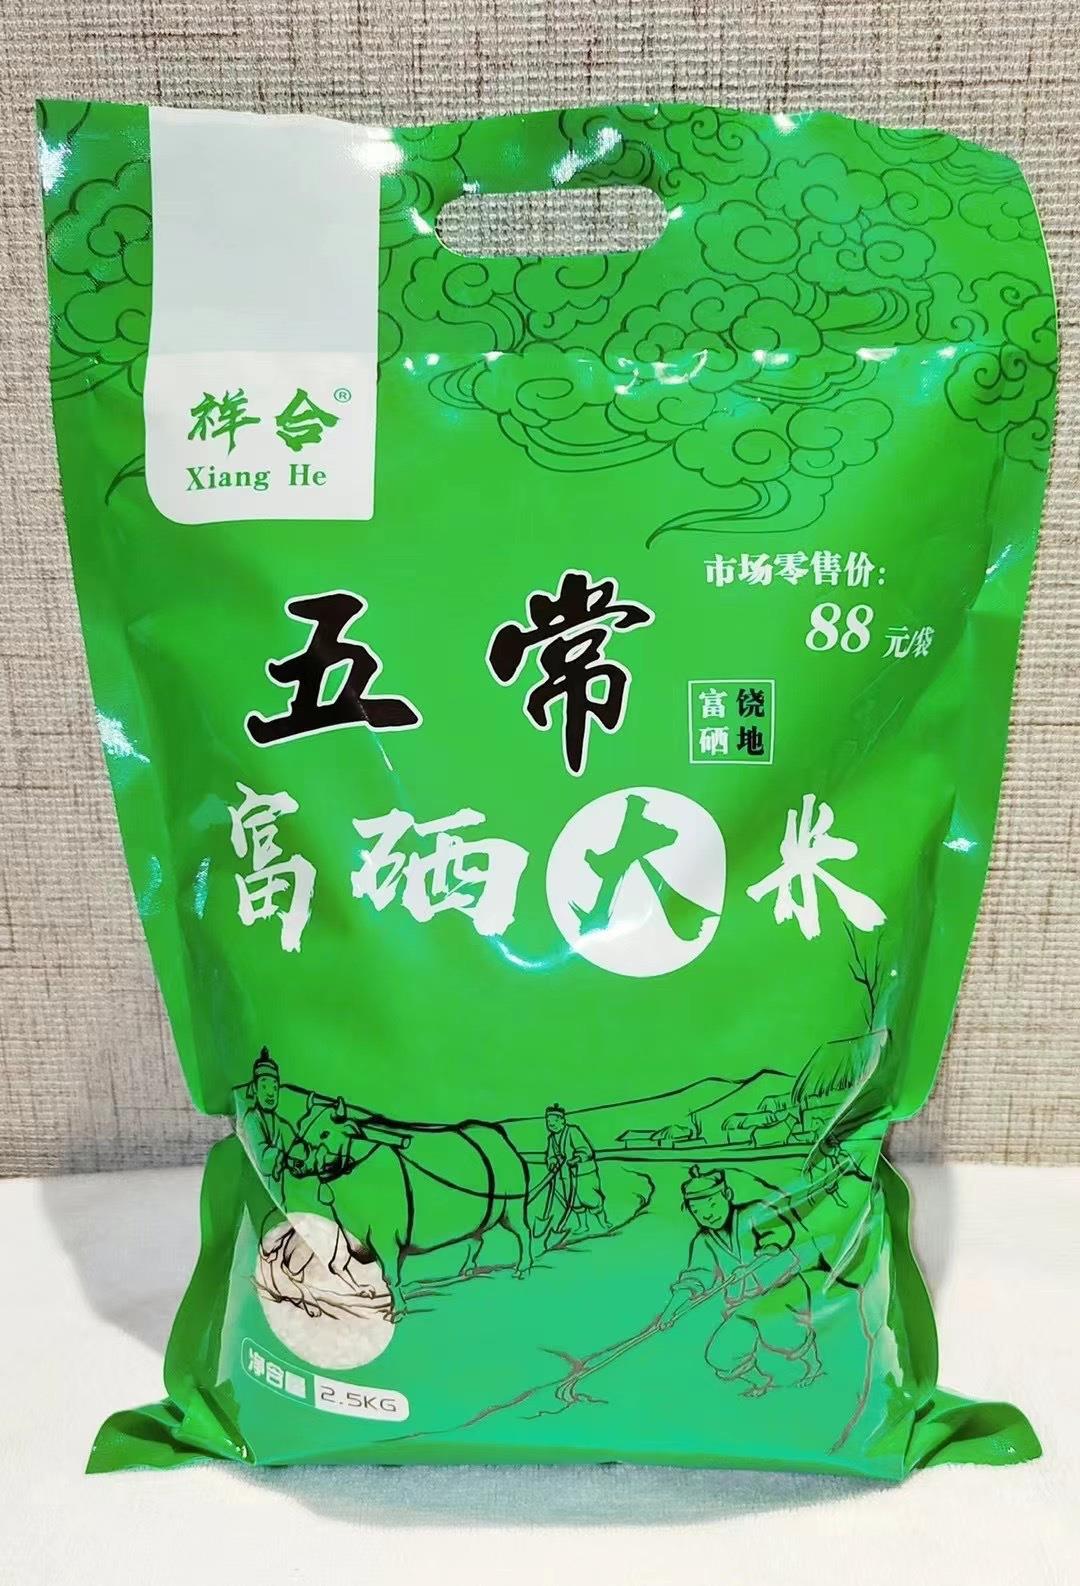 祥合®
Xiang He
市场零售价:
88元/袋
五常
富硒 饶地
富硒大米
净含量 2.5KG